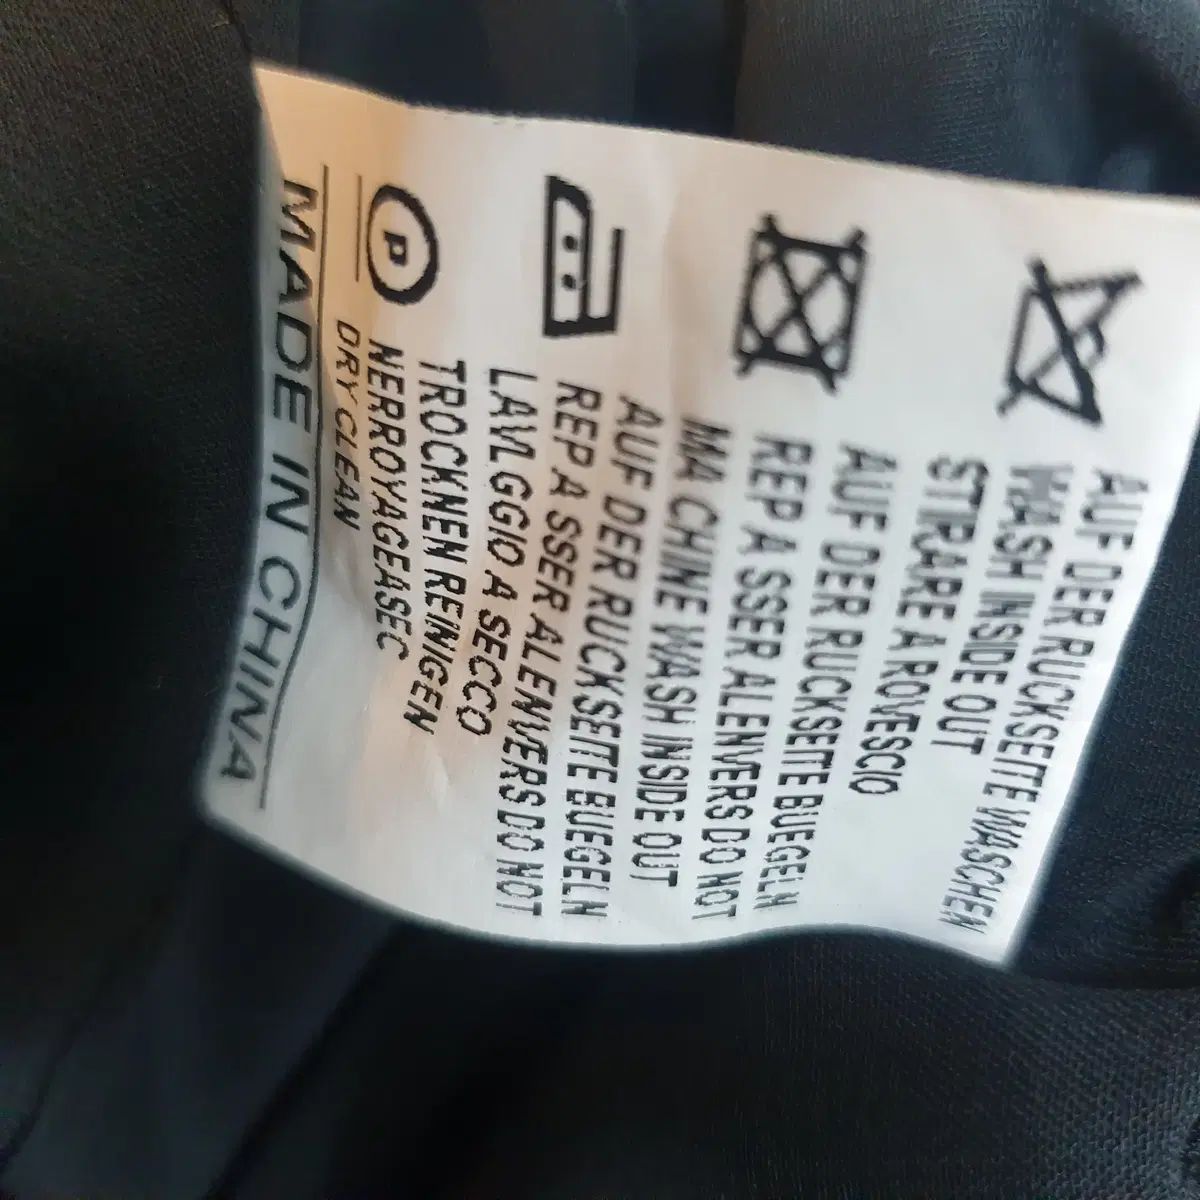 AUF DER RUCKSEITE WASCHEN
WASH INSIDE OUT
STIRARE A ROVESCIO
AUF DER RUCKSEITE BUEGELN
REP A SSER ALENVERS DO NOT
MA CHINE WASH INSIDE OUT
AUF DER RUCKSEITE BUEGELN
REP A SSER ALENVERS DO NOT
LAVL GGIO A SECCO
TROCKNEN REINIGEN
NERROYAGEASEC
DRY CLEAN
P
MADE IN CHINA